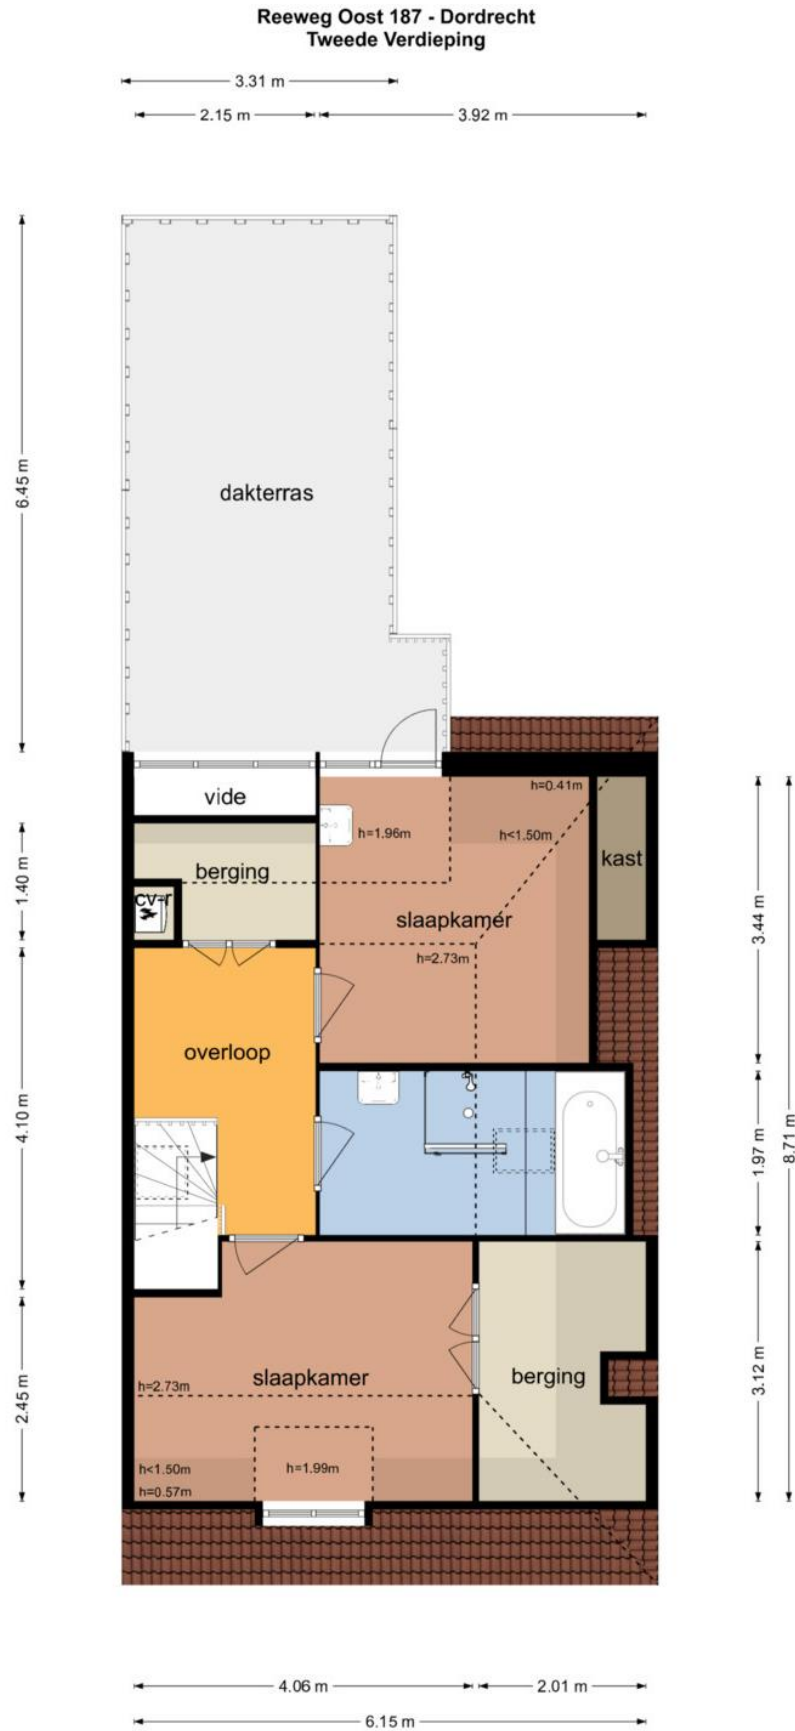 Reeweg Oost 187 - Dordrecht
Tweede Verdieping
3.31 m
2.15 m
3.92 m
6.45 m
dakterras
vide
h=0.41m
h=1.96m
h<1.50m
kast
berging
cv-r
1.40 m
slaapkamer
3.44 m
h=2.73m
overloop
4.10 m
1.97 m
8.71 m
slaapkamer
berging
h=2.73m
3.12 m
2.45 m
h<1.50m
h=1.99m
h=0.57m
4.06 m
2.01 m
6.15 m